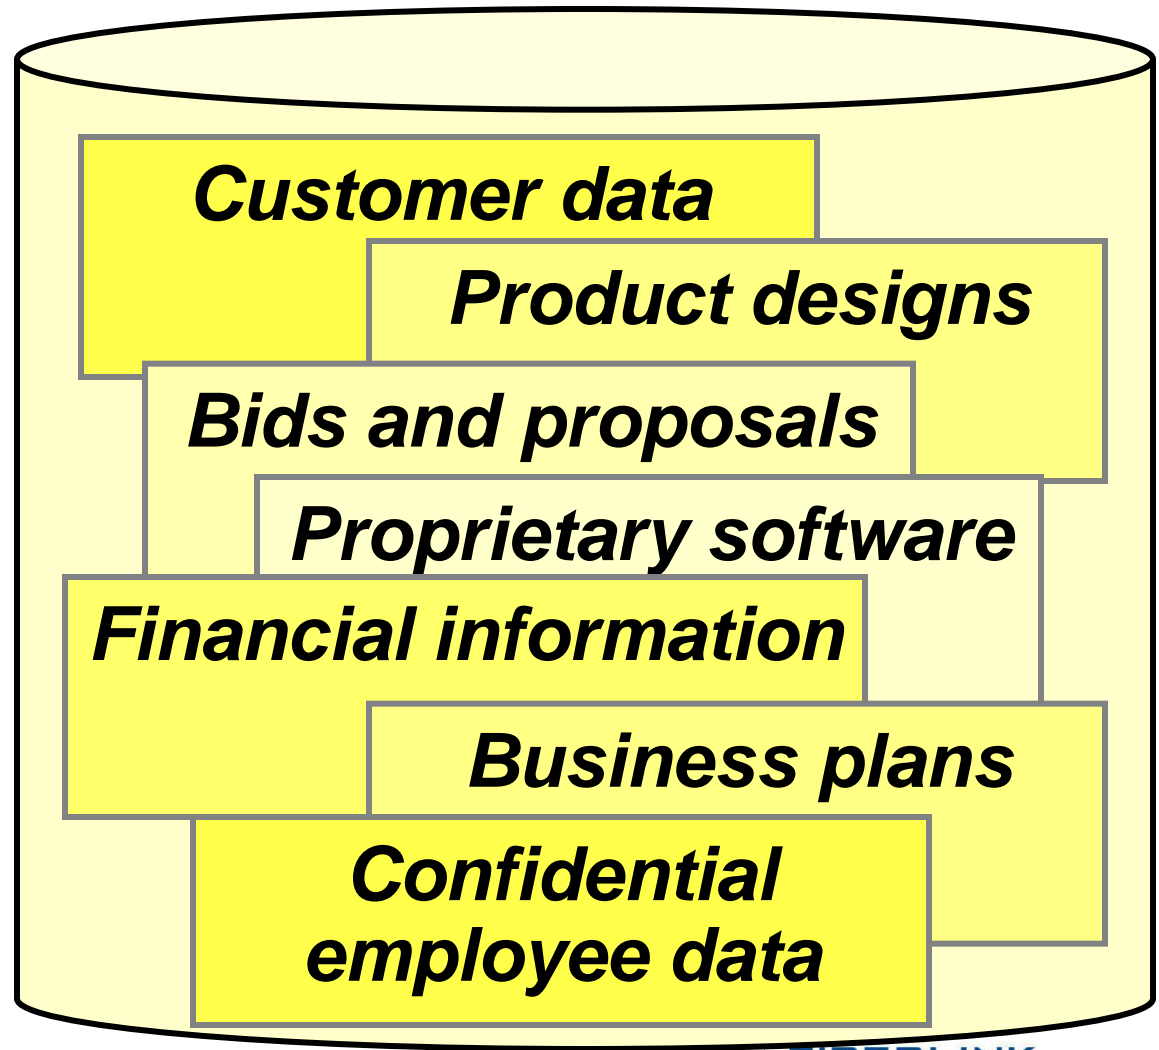 Customer data
Product designs
Bids and proposals
Proprietary software
Financial information
Business plans
Confidential
employee data